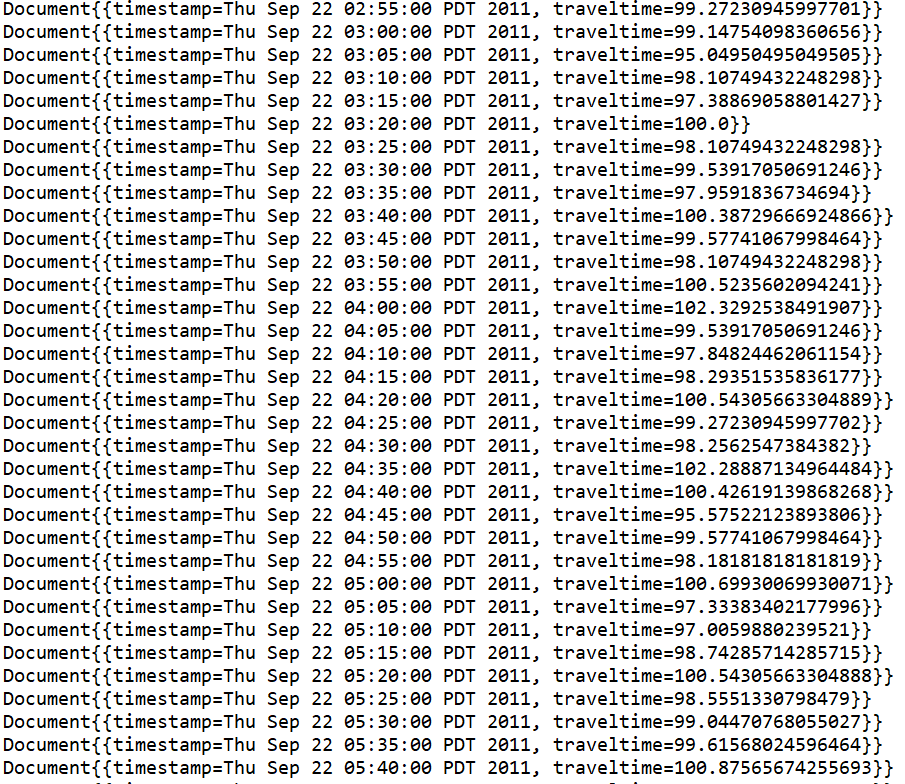 Document{{timestamp=Thu Sep 22 02:55:00 PDT 2011, traveltime=99.27230945997701}}
Document{{timestamp=Thu Sep 22 03:00:00 PDT 2011, traveltime=99.14754098360656}}
Document{{timestamp=Thu Sep 22 03:05:00 PDT 2011, traveltime=95.04950495049505}}
Document{{timestamp=Thu Sep 22 03:10:00 PDT 2011, traveltime=98.10749432248298}}
Document{{timestamp=Thu Sep 22 03:15:00 PDT 2011, traveltime=97.38869058801427}}
Document{{timestamp=Thu Sep 22 03:20:00 PDT 2011, traveltime=100.0}}
Document{{timestamp=Thu Sep 22 03:25:00 PDT 2011, traveltime=98.10749432248298}}
Document{{timestamp=Thu Sep 22 03:30:00 PDT 2011, traveltime=99.53917050691246}}
Document{{timestamp=Thu Sep 22 03:35:00 PDT 2011, traveltime=97.9591836734694}}
Document{{timestamp=Thu Sep 22 03:40:00 PDT 2011, traveltime=100.38729666924866}}
Document{{timestamp=Thu Sep 22 03:45:00 PDT 2011, traveltime=99.57741067998464}}
Document{{timestamp=Thu Sep 22 03:50:00 PDT 2011, traveltime=98.10749432248298}}
Document{{timestamp=Thu Sep 22 03:55:00 PDT 2011, traveltime=100.5235602094241}}
Document{{timestamp=Thu Sep 22 04:00:00 PDT 2011, traveltime=102.3292538491907}}
Document{{timestamp=Thu Sep 22 04:05:00 PDT 2011, traveltime=99.53917050691246}}
Document{{timestamp=Thu Sep 22 04:10:00 PDT 2011, traveltime=97.84824462061154}}
Document{{timestamp=Thu Sep 22 04:15:00 PDT 2011, traveltime=98.29351535836177}}
Document{{timestamp=Thu Sep 22 04:20:00 PDT 2011, traveltime=100.54305663304889}}
Document{{timestamp=Thu Sep 22 04:25:00 PDT 2011, traveltime=99.27230945997702}}
Document{{timestamp=Thu Sep 22 04:30:00 PDT 2011, traveltime=98.2562547384382}}
Document{{timestamp=Thu Sep 22 04:35:00 PDT 2011, traveltime=102.28887134964484}}
Document{{timestamp=Thu Sep 22 04:40:00 PDT 2011, traveltime=100.42619139868268}}
Document{{timestamp=Thu Sep 22 04:45:00 PDT 2011, traveltime=95.57522123893806}}
Document{{timestamp=Thu Sep 22 04:50:00 PDT 2011, traveltime=99.57741067998464}}
Document{{timestamp=Thu Sep 22 04:55:00 PDT 2011, traveltime=98.18181818181819}}
Document{{timestamp=Thu Sep 22 05:00:00 PDT 2011, traveltime=100.69930069930071}}
Document{{timestamp=Thu Sep 22 05:05:00 PDT 2011, traveltime=97.33383402177996}}
Document{{timestamp=Thu Sep 22 05:10:00 PDT 2011, traveltime=97.0059880239521}}
Document{{timestamp=Thu Sep 22 05:15:00 PDT 2011, traveltime=98.74285714285715}}
Document{{timestamp=Thu Sep 22 05:20:00 PDT 2011, traveltime=100.54305663304888}}
Document{{timestamp=Thu Sep 22 05:25:00 PDT 2011, traveltime=98.5551330798479}}
Document{{timestamp=Thu Sep 22 05:30:00 PDT 2011, traveltime=99.04470768055027}}
Document{{timestamp=Thu Sep 22 05:35:00 PDT 2011, traveltime=99.61568024596464}}
Document{{timestamp=Thu Sep 22 05:40:00 PDT 2011, traveltime=100.87565674255693}}